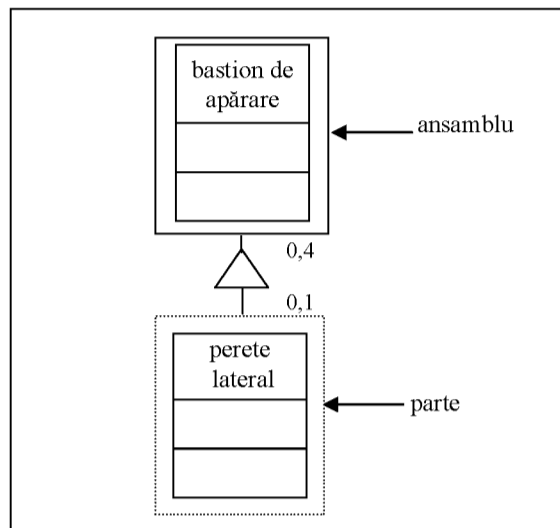 bastion de
apărare
ansamblu
0,4
0,1
perete
lateral
parte